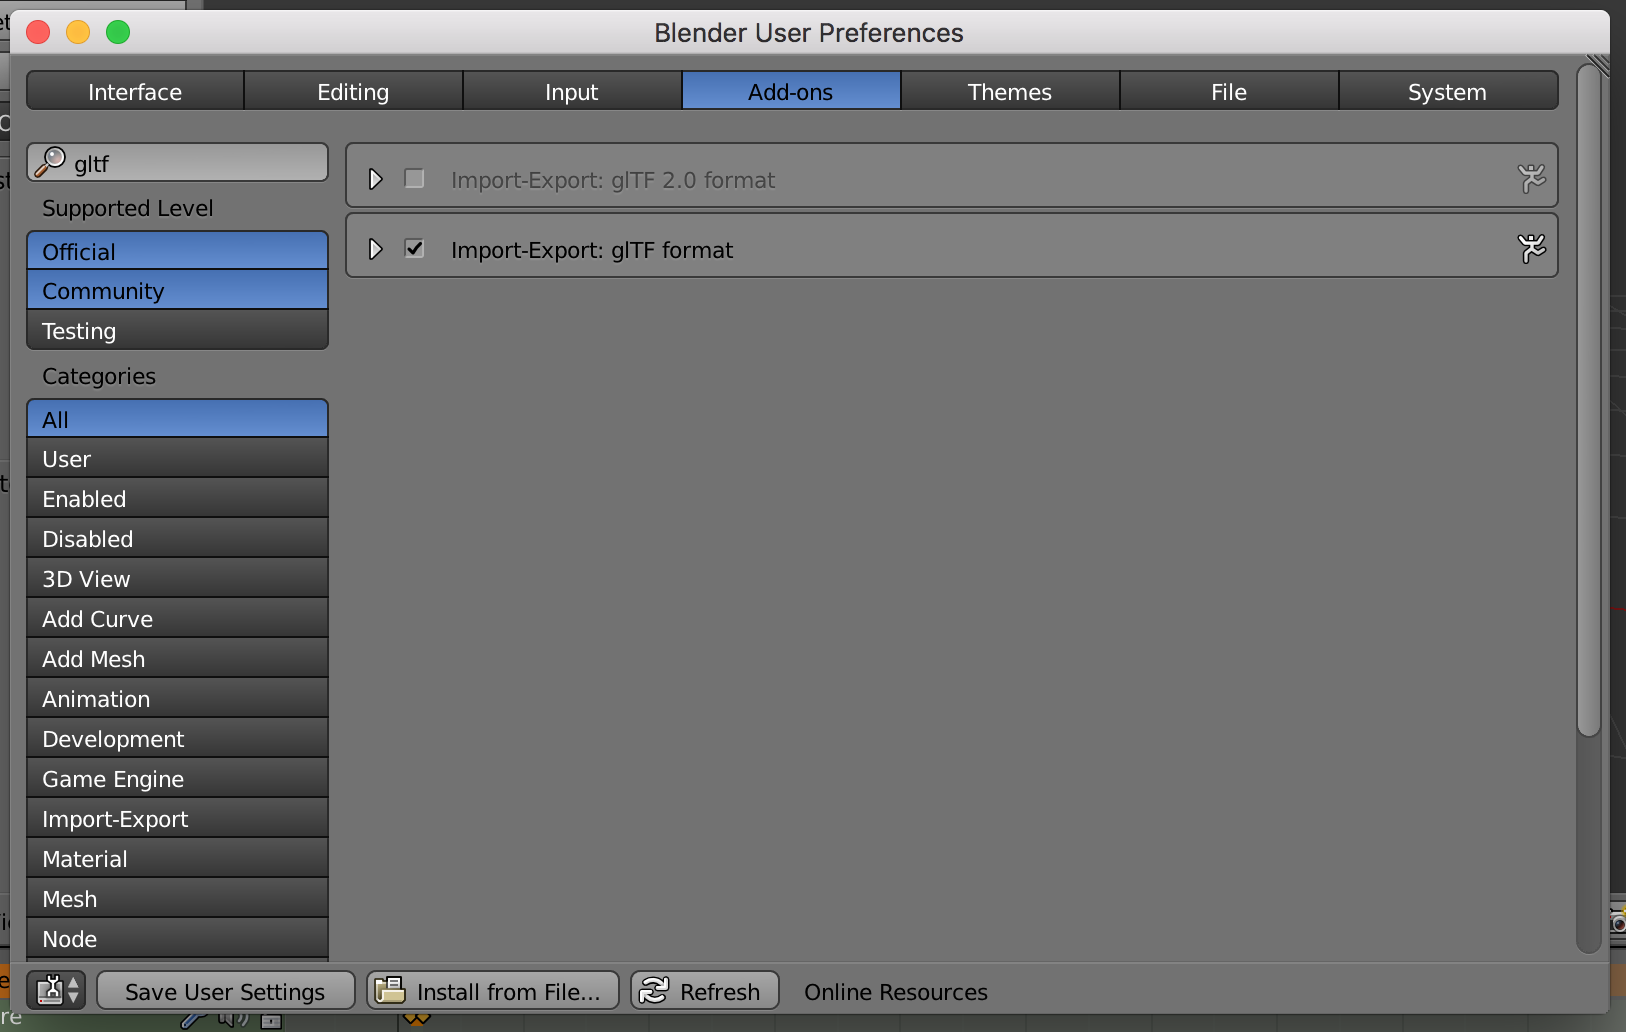 Blender User Preferences
Interface
Editing
Input
Add-ons
Themes
File
System
gltf
Supported Level
Official
Community
Testing
Categories
All
User
Enabled
Disabled
3D View
Add Curve
Add Mesh
Animation
Development
Game Engine
Import-Export
Material
Mesh
Node
Import-Export: glTF 2.0 format
Import-Export: glTF format
Save User Settings
Install from File...
Refresh
Online Resources